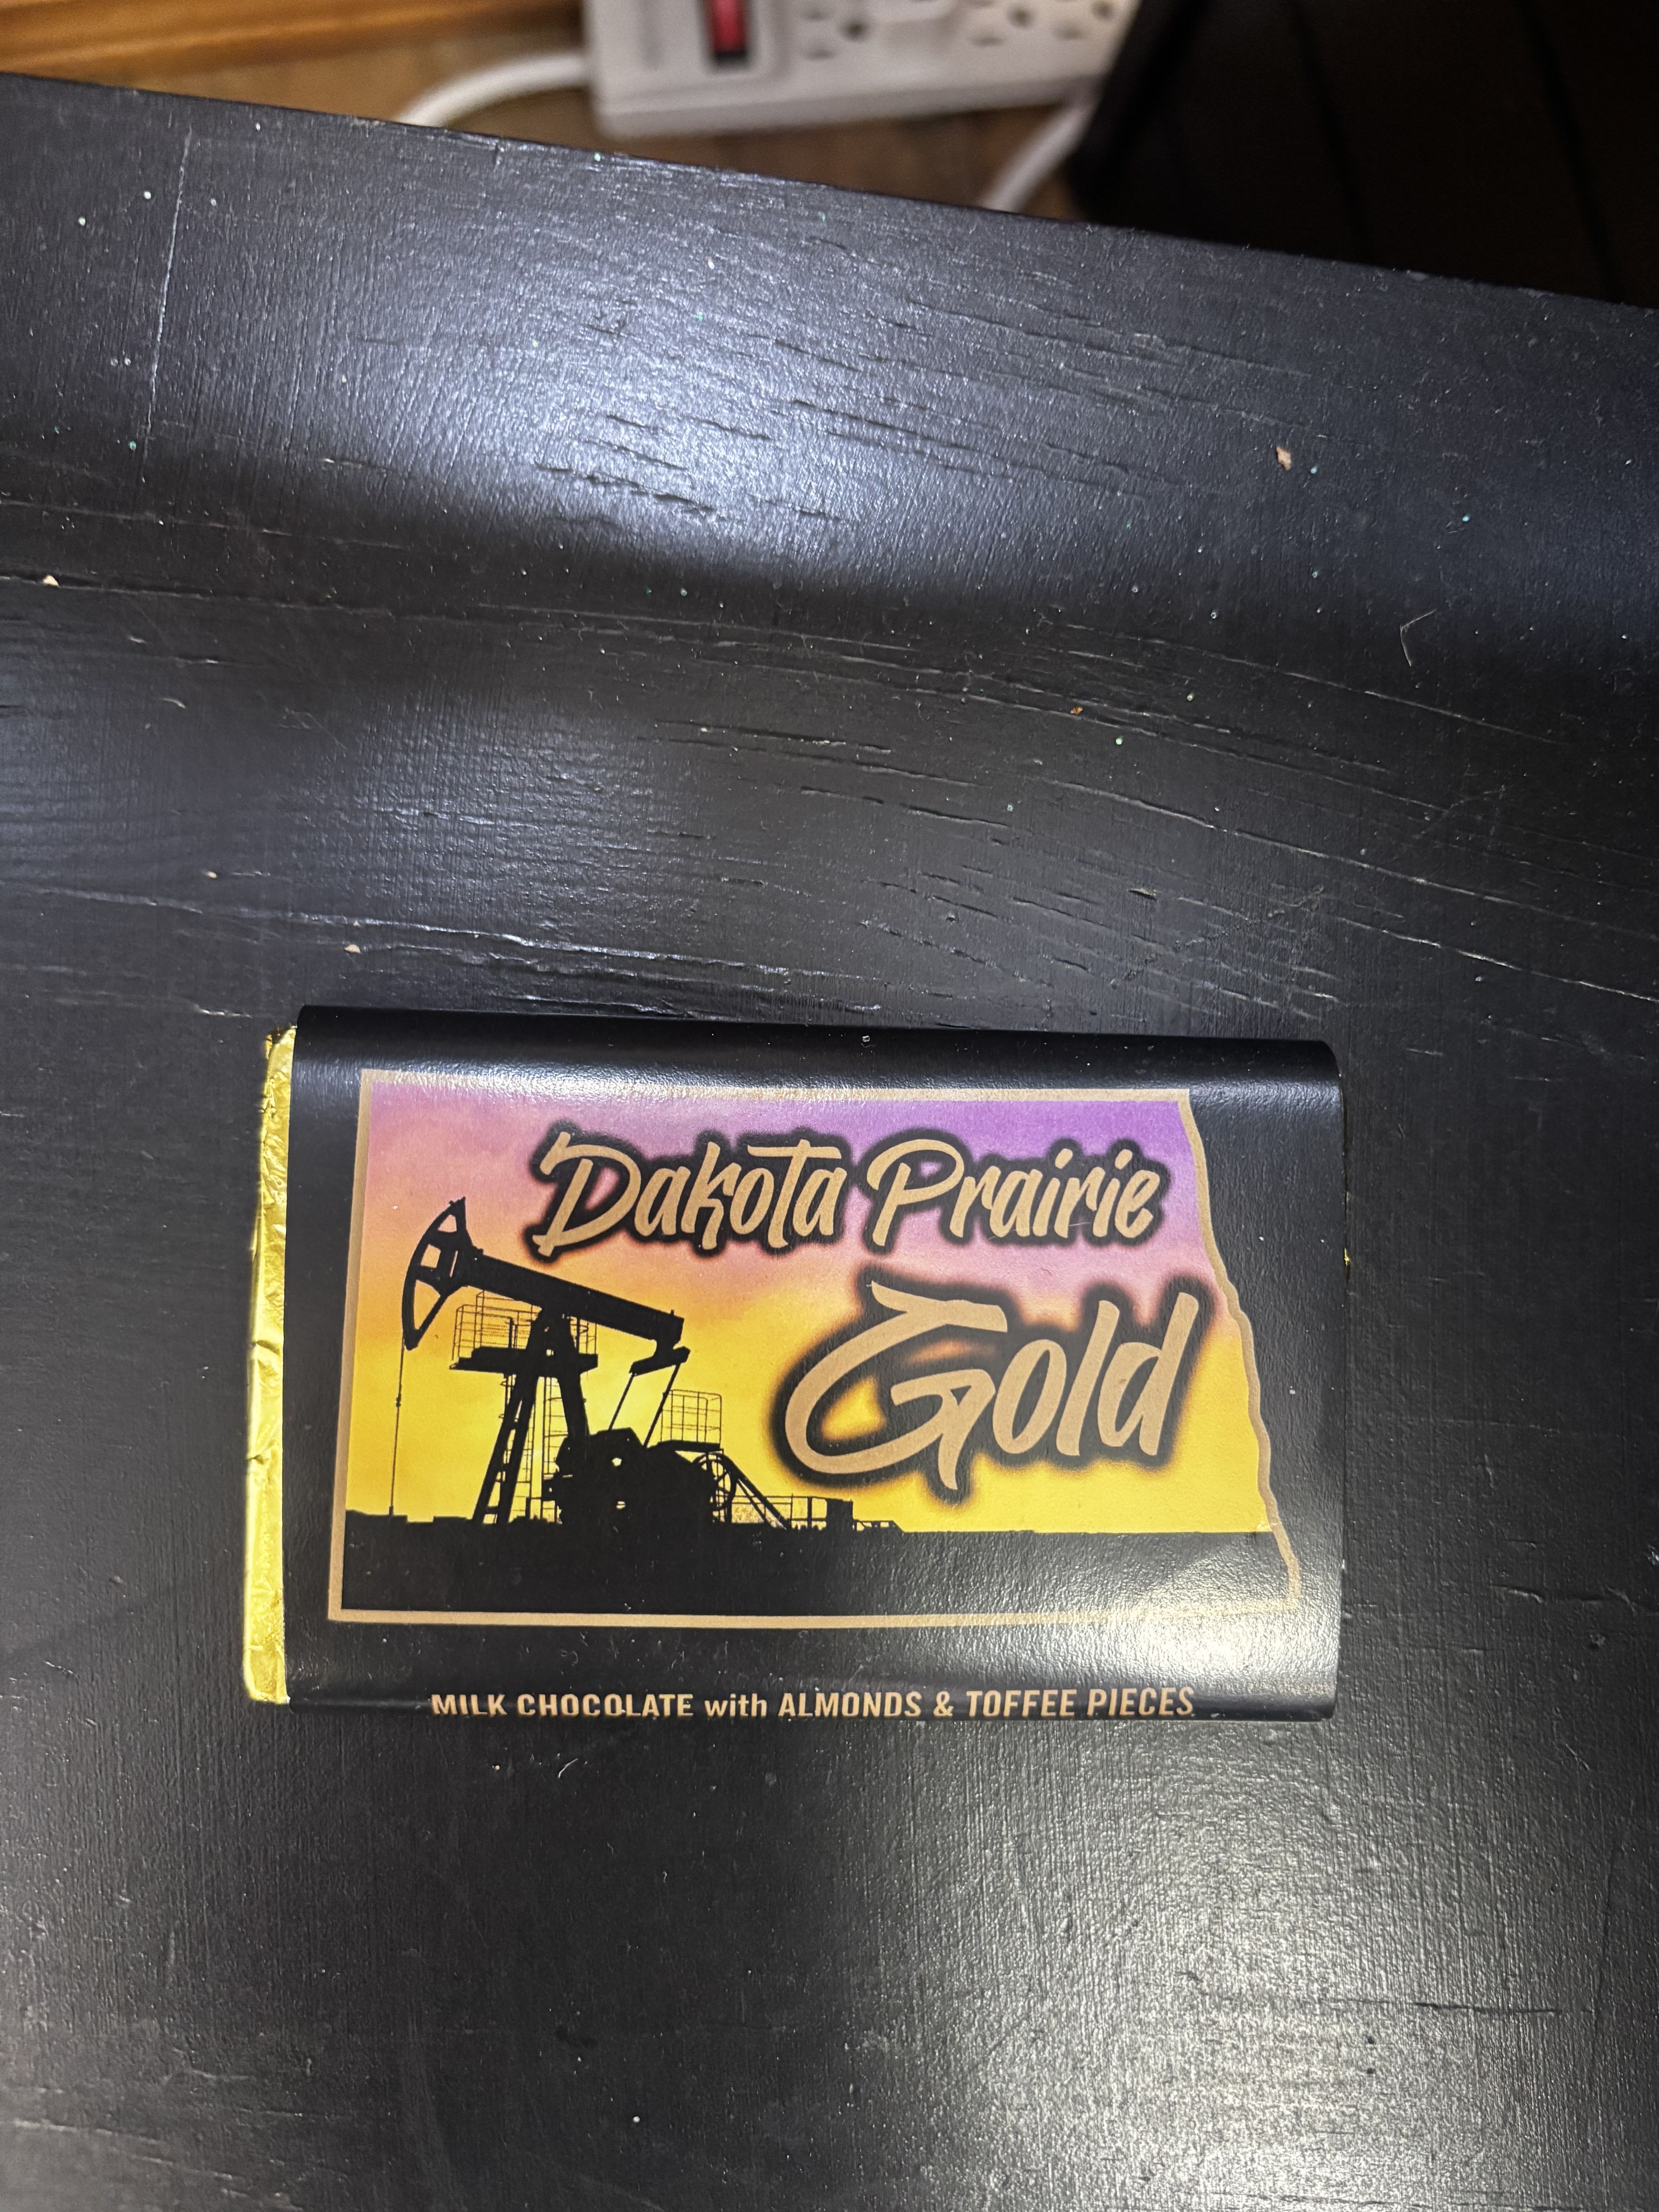 Dakota Prairie
Gold
MILK CHOCOLATE with ALMONDS & TOFFEE PIECES